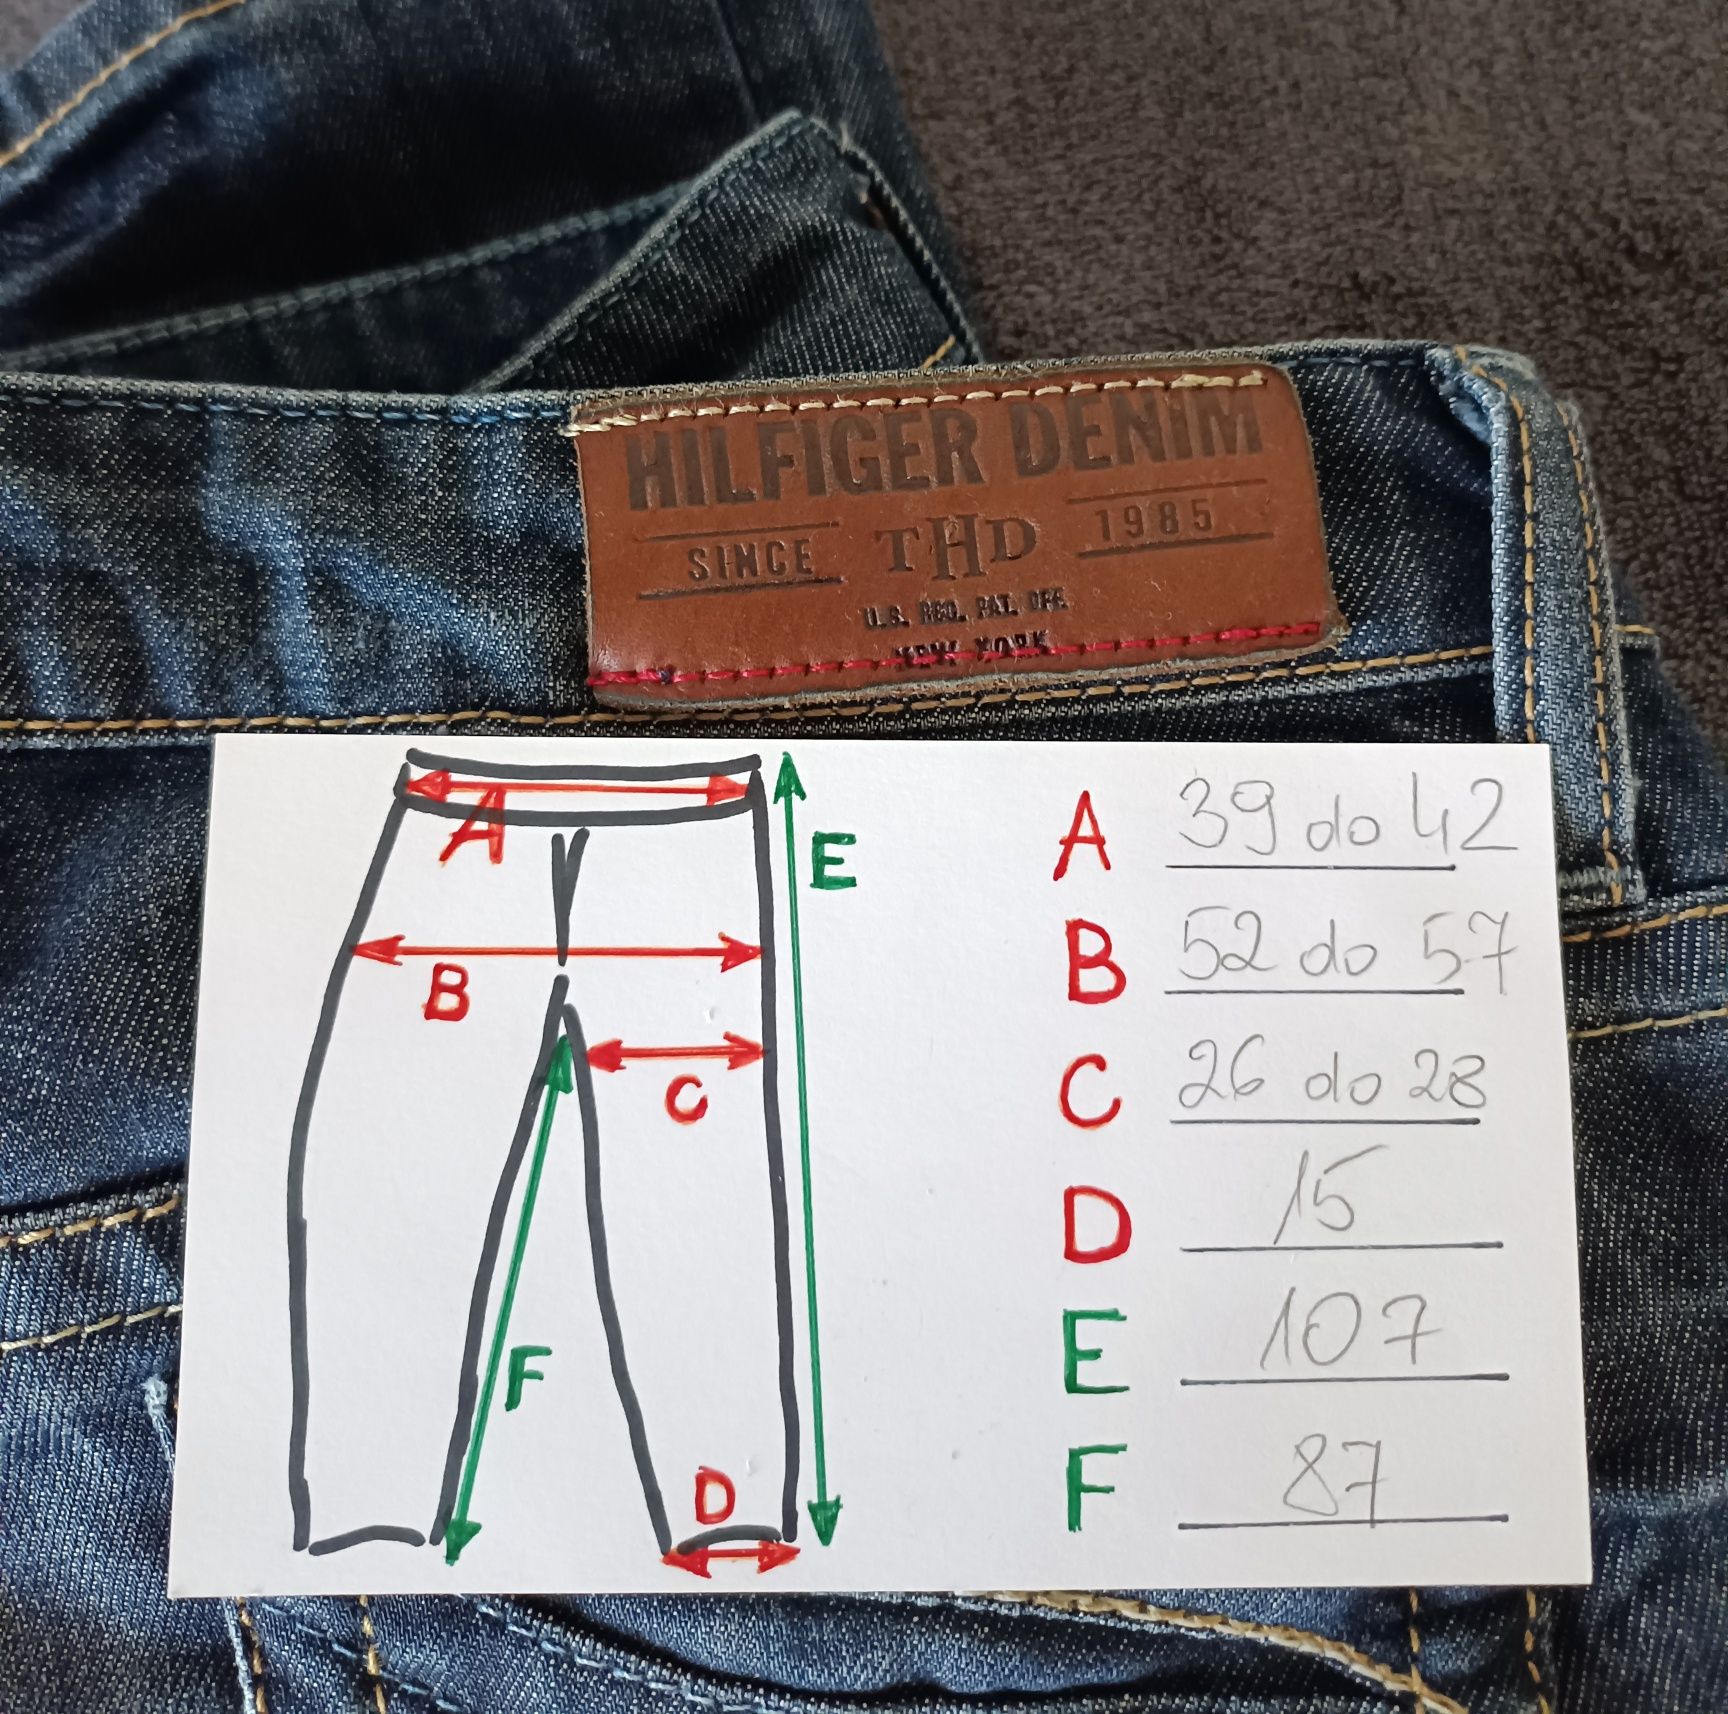 HILFIGER DENIM
SINCE THD 1985
U.S. REG. PAT. OFF.
NEW YORK
A
E
B
C
F
D
A 39 do 42
B 52 do 57
C 26 do 28
D 15
E 107
F 87